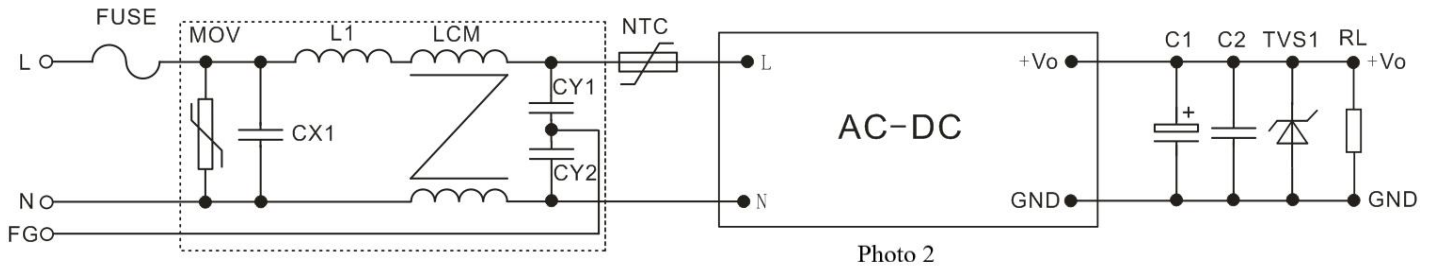 FUSE
MOV
L1
LCM
NTC
C1
C2
TVS1
RL
L
L
+Vo
+Vo
CY1
CX1
AC-DC
+
CY2
N
N
GND
GND
FG
Photo 2